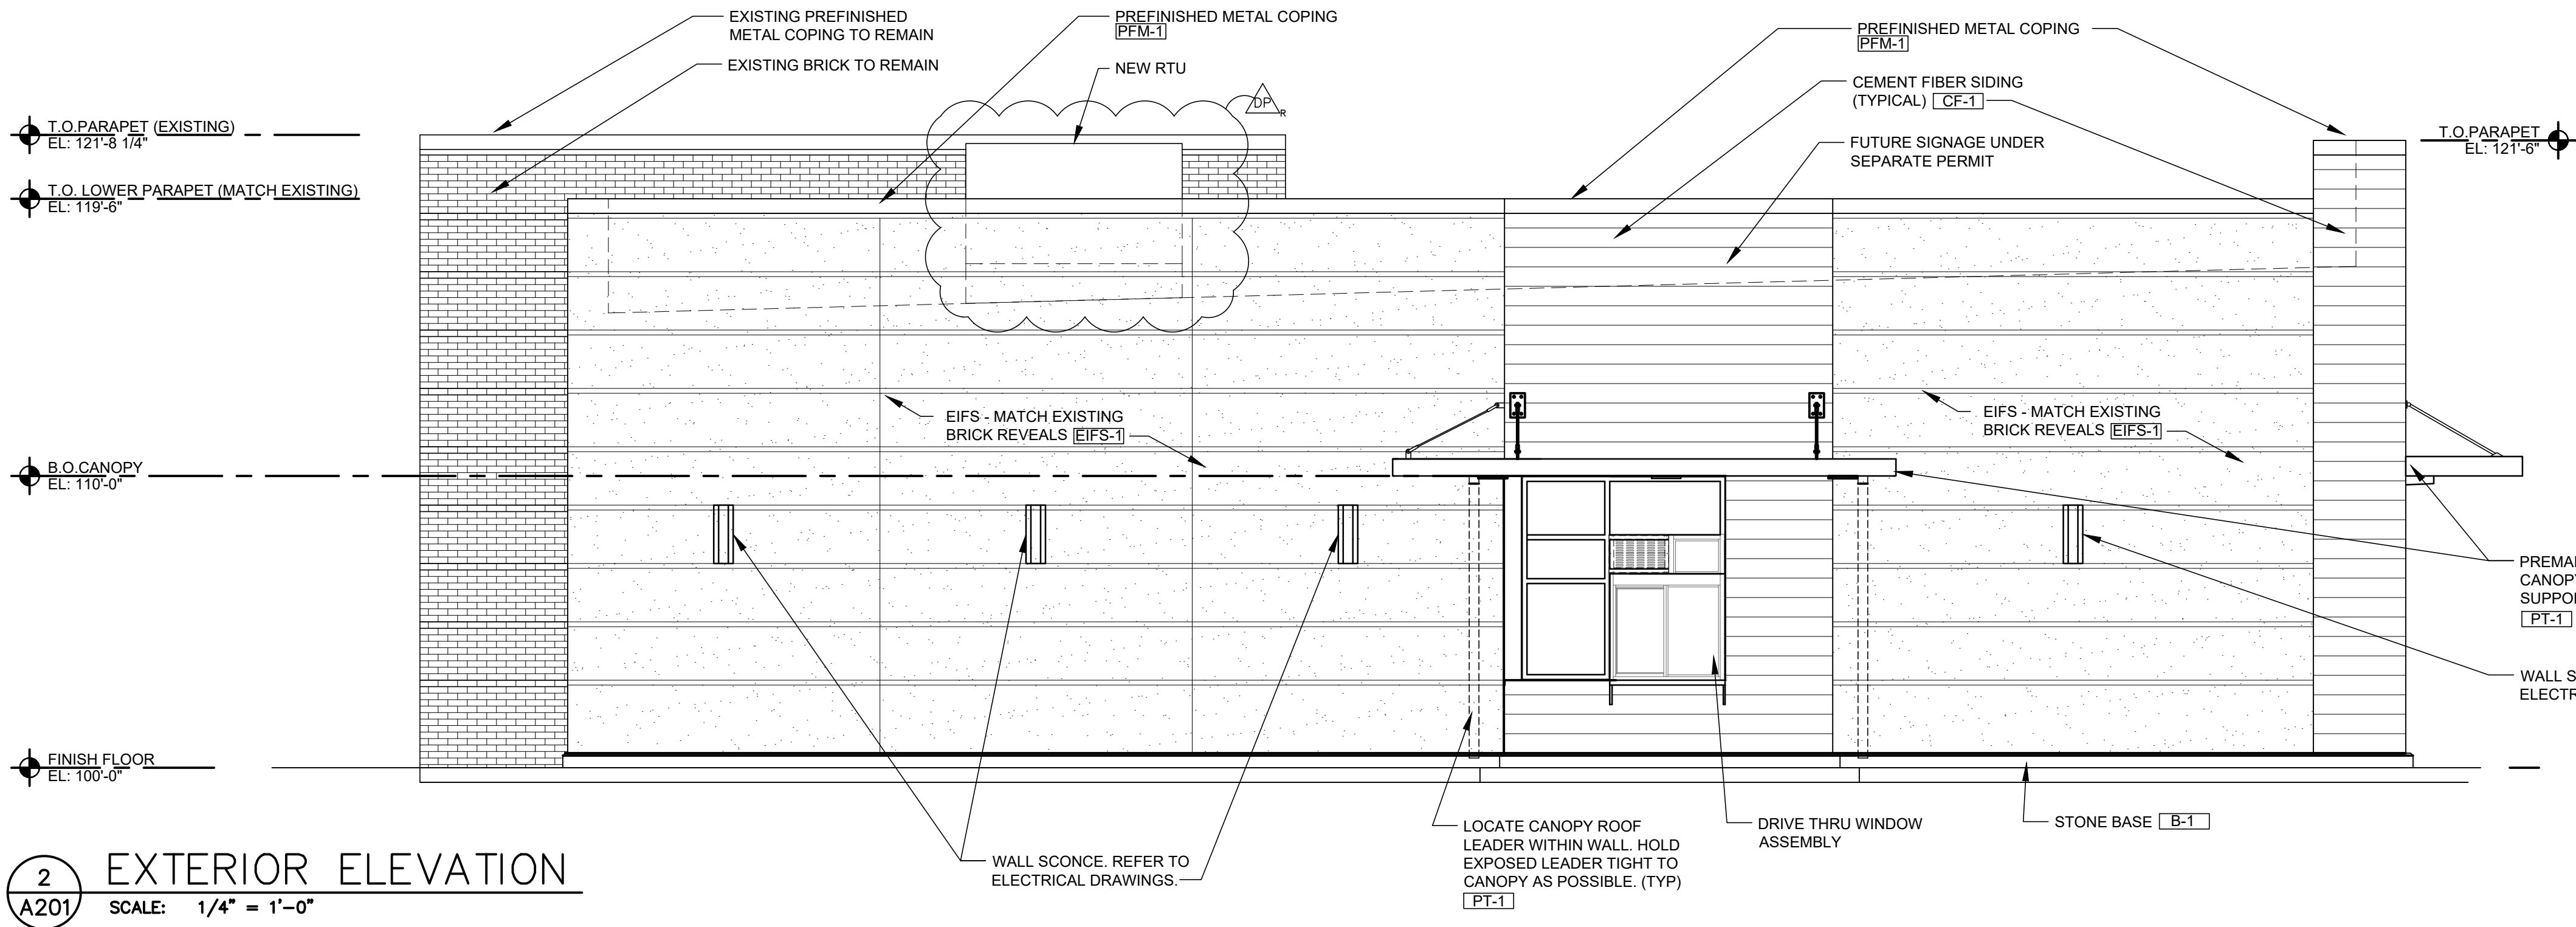 EXISTING PREFINISHED
METAL COPING TO REMAIN
EXISTING BRICK TO REMAIN
PREFINISHED METAL COPING
PFM-1
NEW RTU
DP
R
PREFINISHED METAL COPING
PFM-1
CEMENT FIBER SIDING
(TYPICAL) CF-1
FUTURE SIGNAGE UNDER
SEPARATE PERMIT
T.O.PARAPET (EXISTING)
EL: 121'-8 1/4"
T.O. LOWER PARAPET (MATCH EXISTING)
EL: 119'-6"
T.O.PARAPET
EL: 121'-6"
EIFS - MATCH EXISTING
BRICK REVEALS EIFS-1
EIFS - MATCH EXISTING
BRICK REVEALS EIFS-1
B.O.CANOPY
EL: 110'-0"
PT-1
WALL
FINISH FLOOR
EL: 100'-0"
WALL SCONCE. REFER TO
ELECTRICAL DRAWINGS.
LOCATE CANOPY ROOF
LEADER WITHIN WALL. HOLD
EXPOSED LEADER TIGHT TO
CANOPY AS POSSIBLE. (TYP)
PT-1
DRIVE THRU WINDOW
ASSEMBLY
STONE BASE B-1
2
A201
EXTERIOR ELEVATION
SCALE: 1/4" = 1'-0"